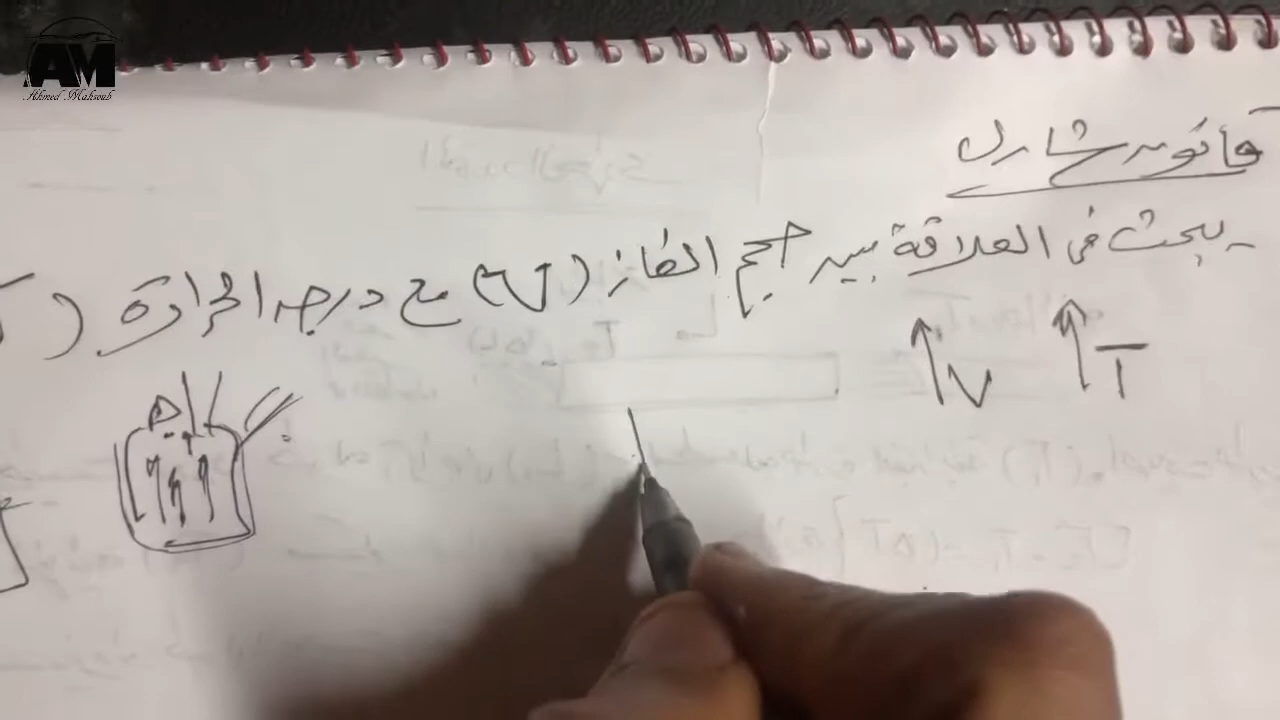 AM
Ahmed Mahsoub
قانون شارل
يبحث في العلاقة بين حجم الغاز (V) مع درجة الحرارة (
V T